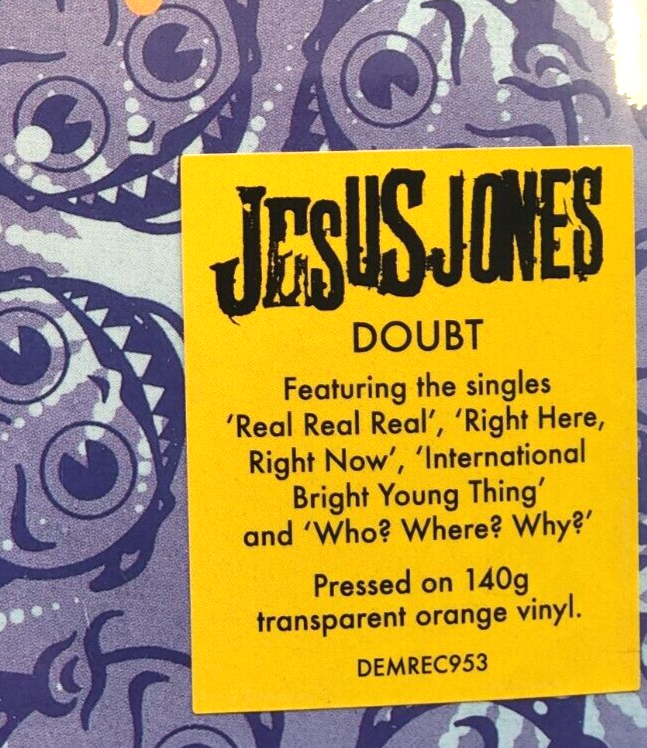 JESUS JONES
DOUBT
Featuring the singles
‘Real Real Real’, ‘Right Here,
Right Now’, ‘International
Bright Young Thing’
and ‘Who? Where? Why?’
Pressed on 140g
transparent orange vinyl.
DEMREC953